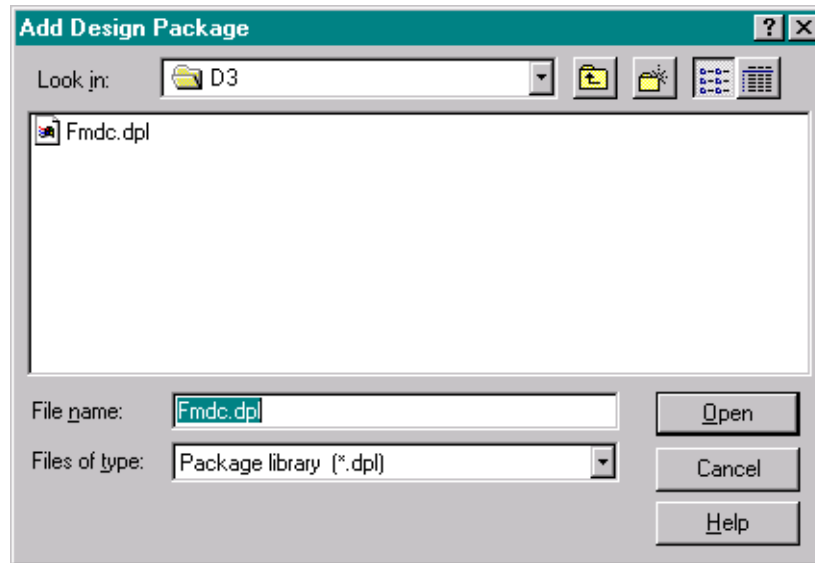 Add Design Package
Look in: D3
Fmdc.dpl
File name: Fmdc.dpl Open
Files of type: Package library (*.dpl) Cancel
Help